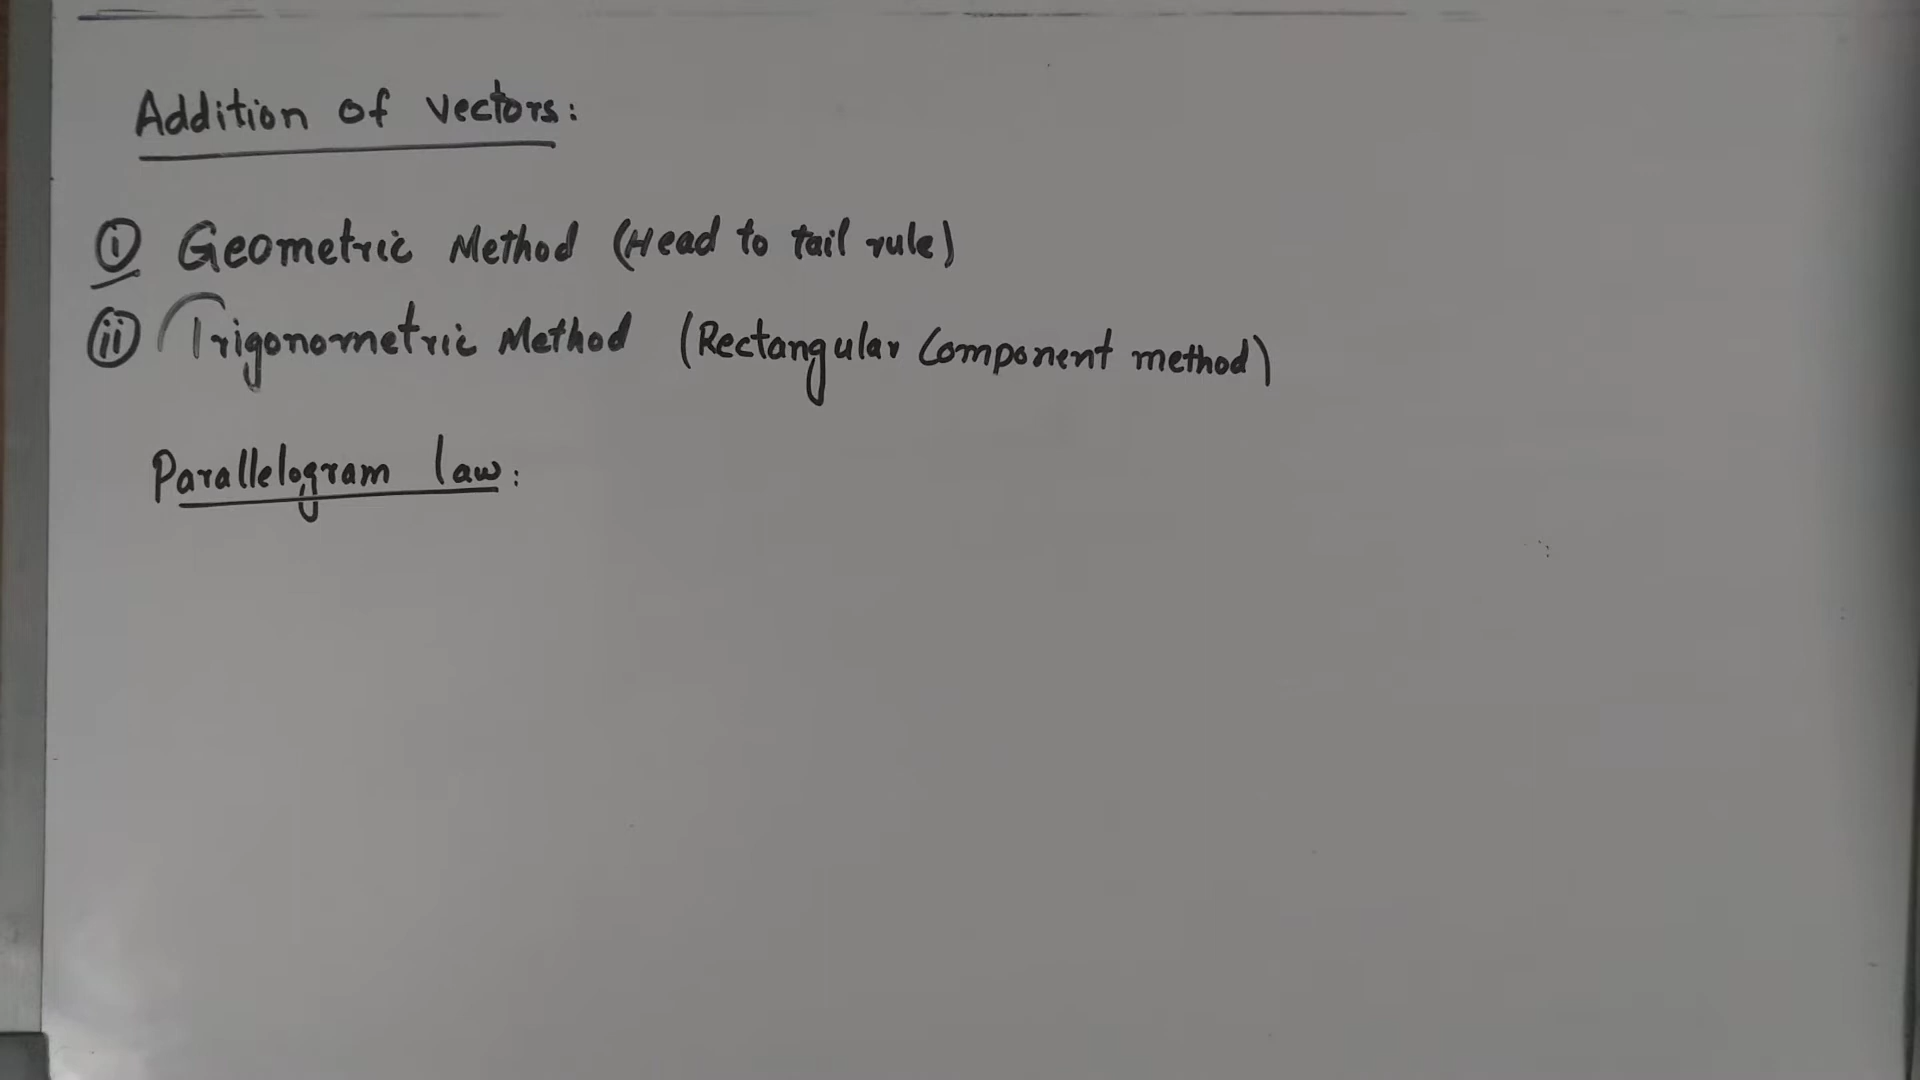 Addition of vectors:
(i) Geometric Method (Head to tail rule)
(ii) Trigonometric Method (Rectangular Component method)
Parallelogram law: